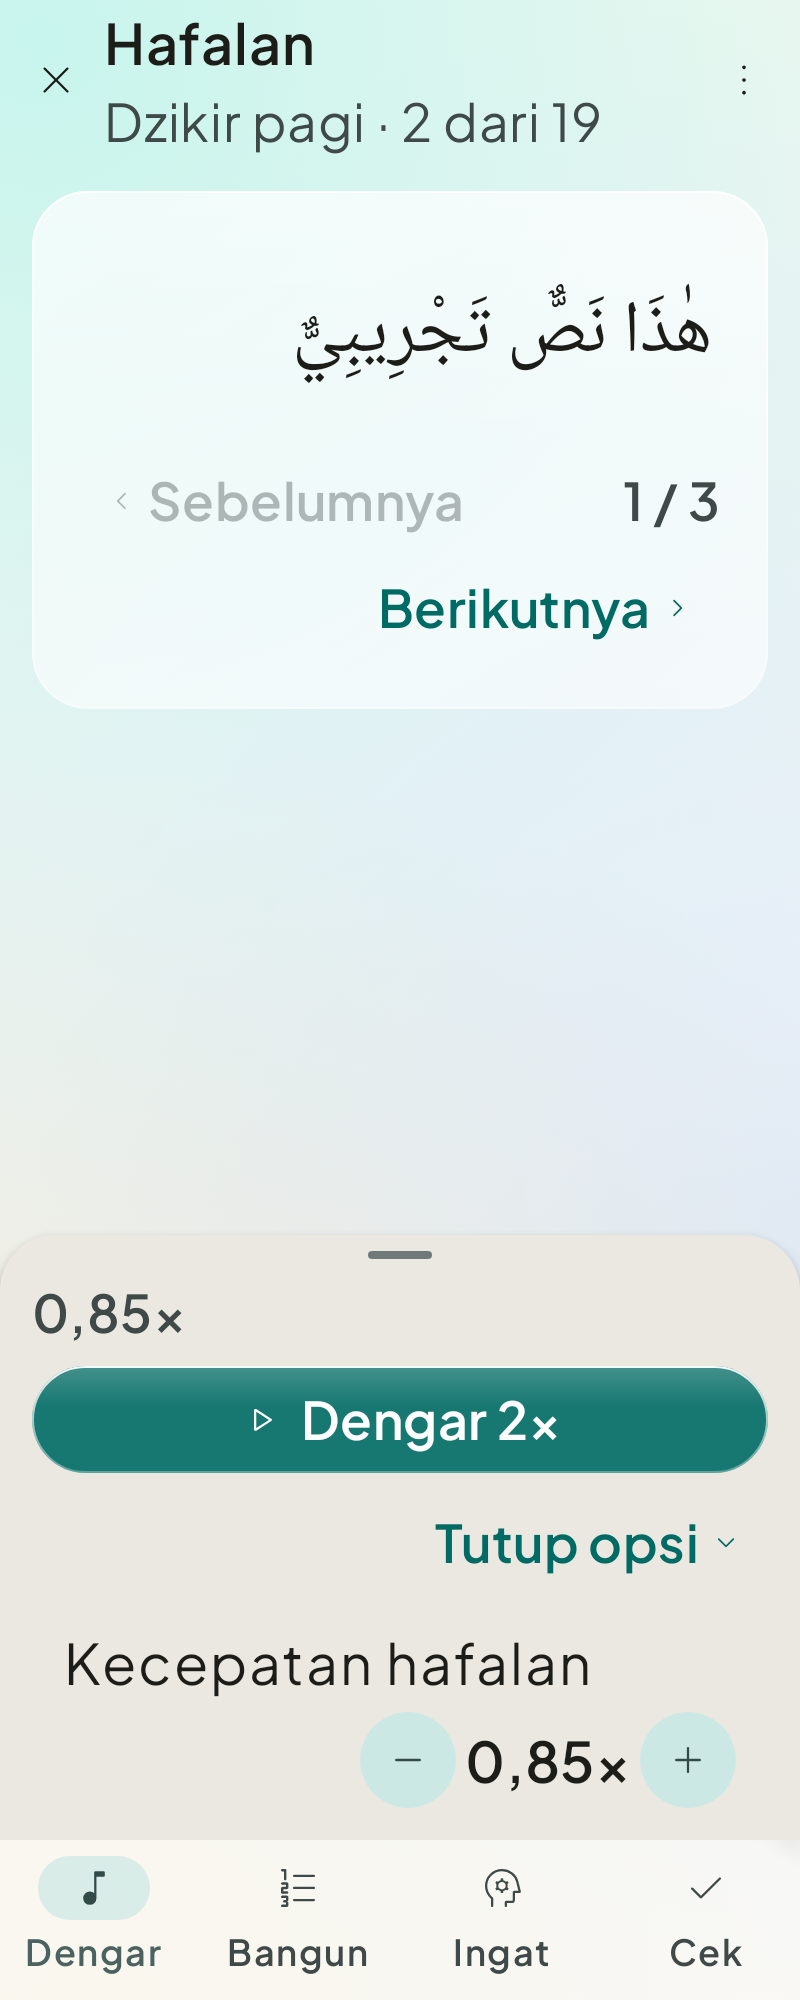 Hafalan
Dzikir pagi · 2 dari 19
هٰذَا نَصٌّ تَجْرِيبِيٌّ
Sebelumnya
1 / 3
Berikutnya
0,85×
Dengar 2×
Tutup opsi
Kecepatan hafalan
0,85×
Dengar
Bangun
Ingat
Cek